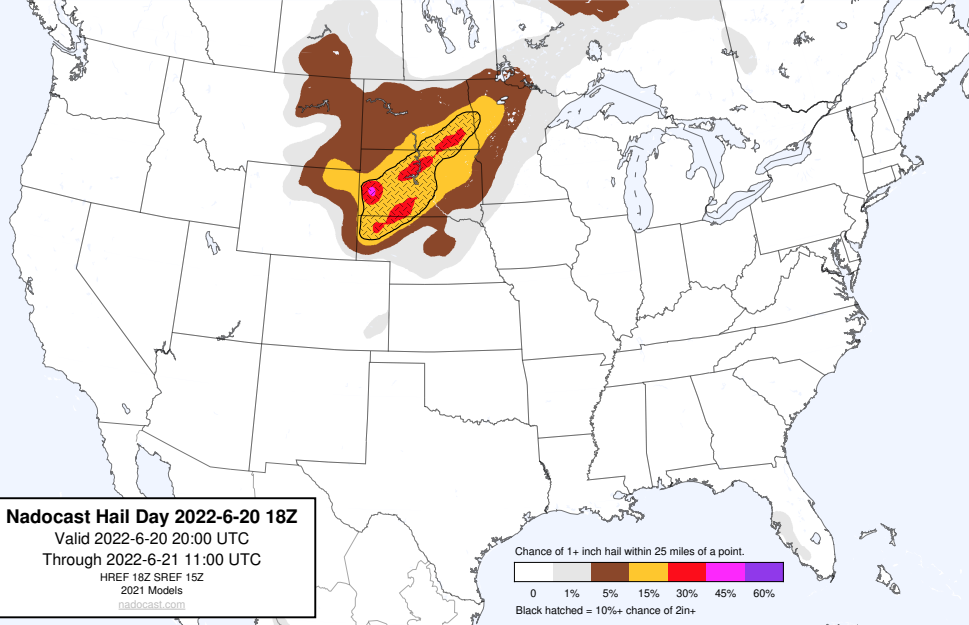 Nadocast Hail Day 2022-6-20 18Z
Valid 2022-6-20 20:00 UTC
Through 2022-6-21 11:00 UTC
HREF 18Z SREF 15Z
2021 Models
nadocast.com
Chance of 1+ inch hail within 25 miles of a point.
0 1% 5% 15% 30% 45% 60%
Black hatched = 10%+ chance of 2in+